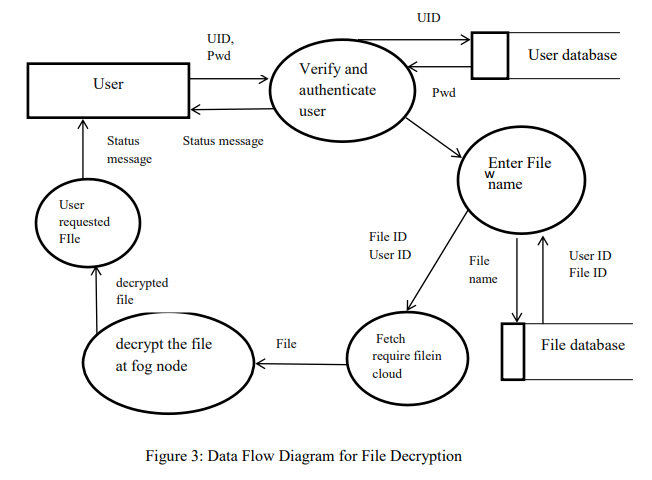 UID
UID,
Pwd
User database
User
Verify and
authenticate
user
Pwd
Status
message
Status message
Enter File
w
name
User
requested
FIle
File ID
User ID
File
name
User ID
File ID
decrypted
file
decrypt the file
at fog node
File
Fetch
require filein
cloud
File database
Figure 3: Data Flow Diagram for File Decryption